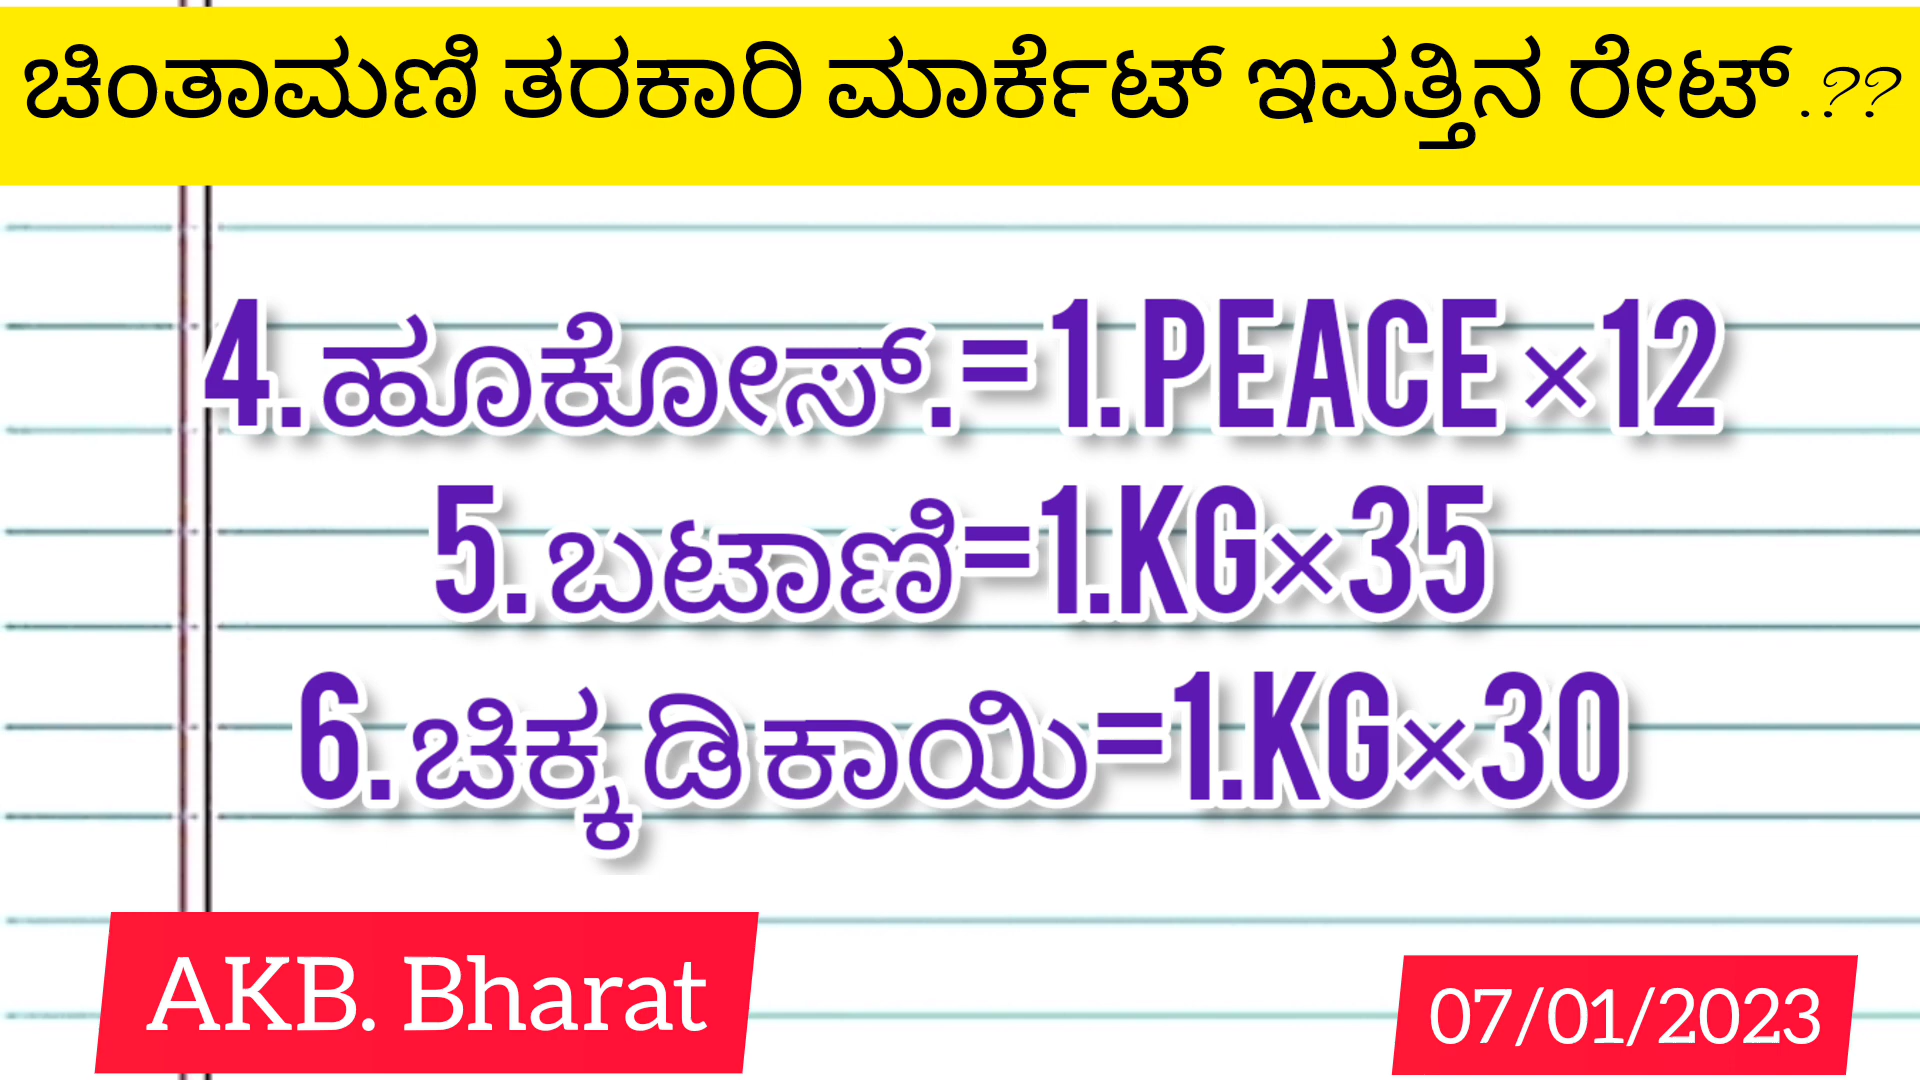 ಚಿಂತಾಮಣಿ ತರಕಾರಿ ಮಾರ್ಕೆಟ್ ಇವತ್ತಿನ ರೇಟ್.??
4.ಹೂಕೋಸ್.=1.PEACE×12
5.ಬಟಾಣಿ=1.KG×35
6.ಚಿಕ್ಕಡಿಕಾಯಿ=1.KG×30
AKB. Bharat
07/01/2023